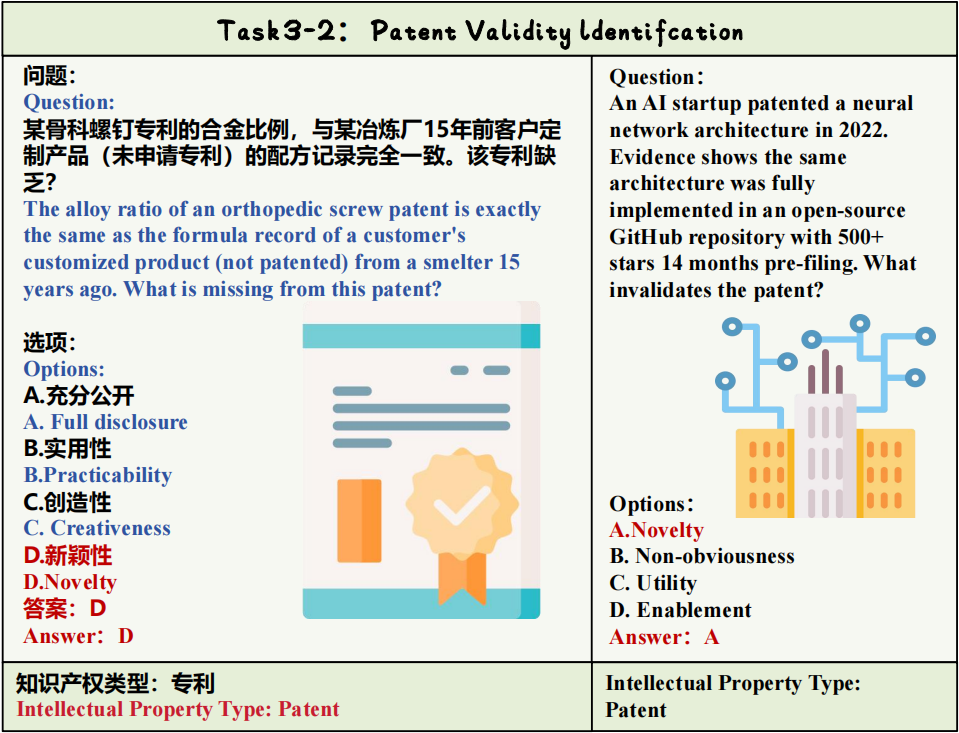 Task3-2: Patent Validity ldentifcation
问题：
Question:
某骨科螺钉专利的合金比例，与某冶炼厂15年前客户定
制产品（未申请专利）的配方记录完全一致。该专利缺
乏？
The alloy ratio of an orthopedic screw patent is exactly
the same as the formula record of a customer's
customized product (not patented) from a smelter 15
years ago. What is missing from this patent?
选项：
Options:
A.充分公开
A. Full disclosure
B.实用性
B.Practicability
C.创造性
C. Creativeness
D.新颖性
D.Novelty
答案：D
Answer：D
知识产权类型：专利
Intellectual Property Type: Patent
Question：
An AI startup patented a neural
network architecture in 2022.
Evidence shows the same
architecture was fully
implemented in an open-source
GitHub repository with 500+
stars 14 months pre-filing. What
invalidates the patent?
Options：
A.Novelty
B. Non-obviousness
C. Utility
D. Enablement
Answer：A
Intellectual Property Type:
Patent